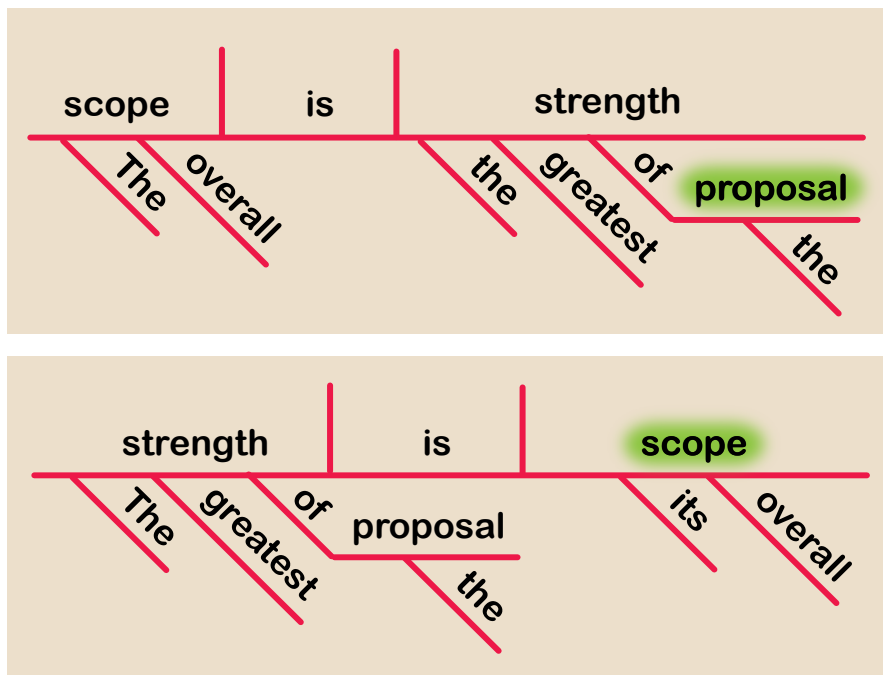 scope is strength
The overall the greatest of proposal the
strength is scope
The greatest of proposal the its overall